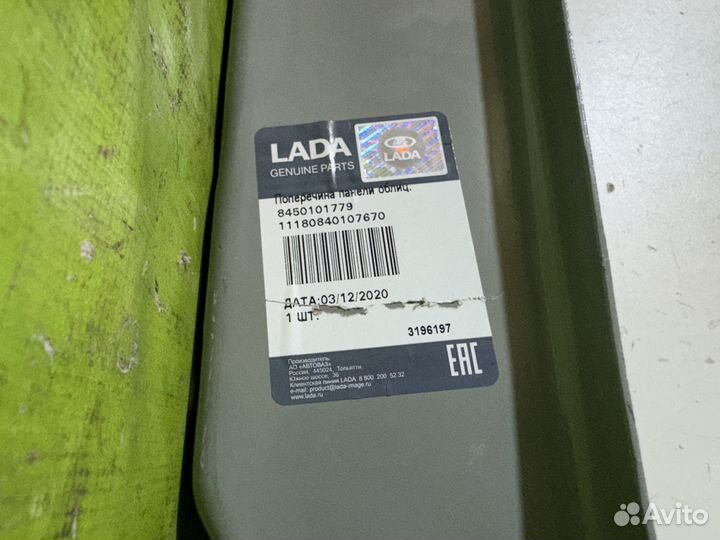 LADA
GENUINE PARTS
LADA
Поперечина панели облиц.
8450101779
11180840107670
ДАТА:03/12/2020
1 ШТ.
3196197
Производитель:
АО «АВТОВАЗ»
Россия, 445024, Тольятти,
Южное шоссе, 36
Клиентская линия LADA: 8 800 200 52 32
e-mail: product@lada-image.ru
www.lada.ru
EAC
Avito